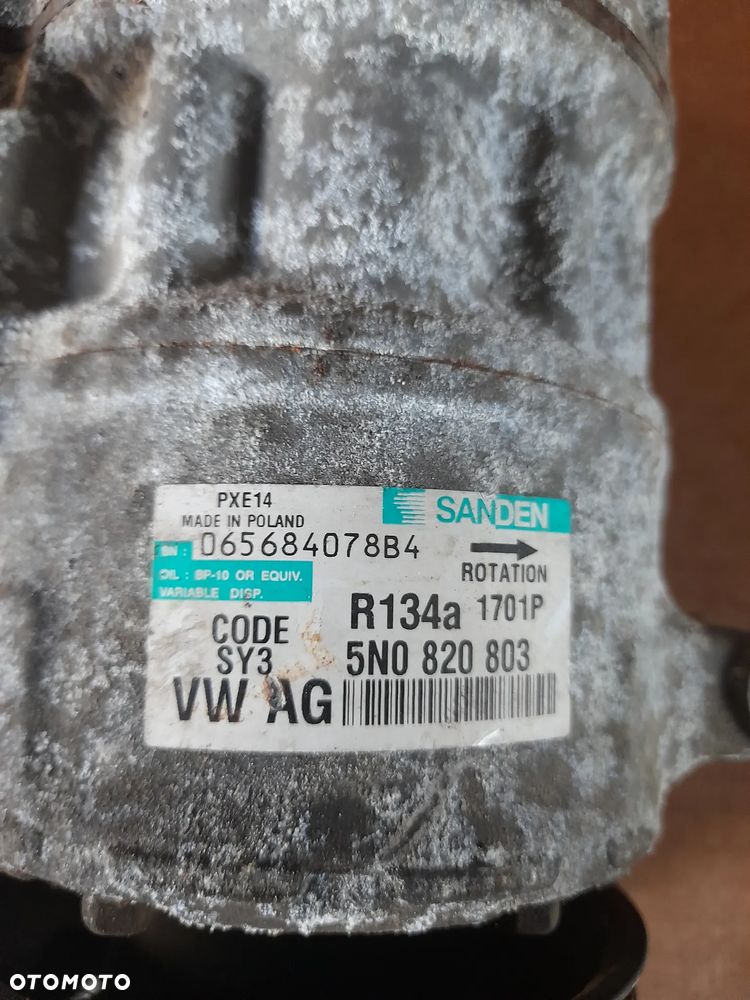 PXE14
SANDEN
MADE IN POLAND
SN : 065684078B4
ROTATION
OIL : SP-10 OR EQUIV.
VARIABLE DISP.
R134a 1701P
CODE
SY3
5N0 820 803
VW AG
OTOMOTO